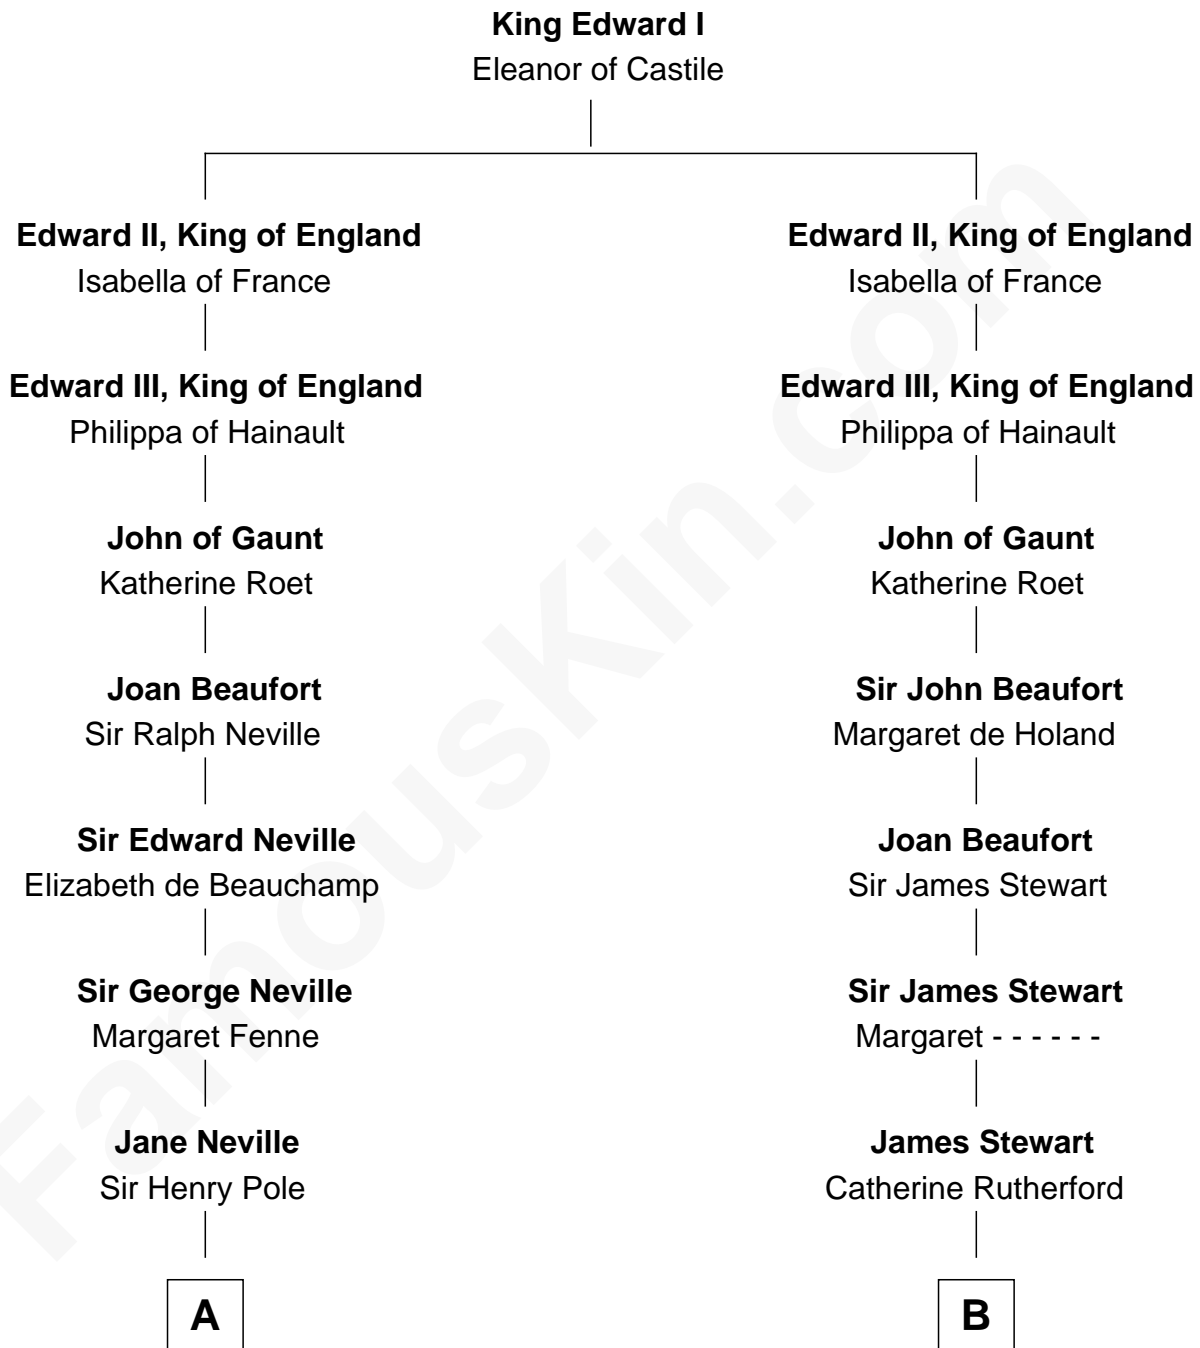 King Edward I
Eleanor of Castile
Edward II, King of England
Isabella of France
Edward II, King of England
Isabella of France
Edward III, King of England
Philippa of Hainault
Edward III, King of England
Philippa of Hainault
John of Gaunt
Katherine Roet
John of Gaunt
Katherine Roet
Joan Beaufort
Sir Ralph Neville
Sir John Beaufort
Margaret de Holand
Sir Edward Neville
Elizabeth de Beauchamp
Joan Beaufort
Sir James Stewart
Sir George Neville
Margaret Fenne
Sir James Stewart
Margaret - - - - - -
Jane Neville
Sir Henry Pole
James Stewart
Catherine Rutherford
A
B
FamousKin.com